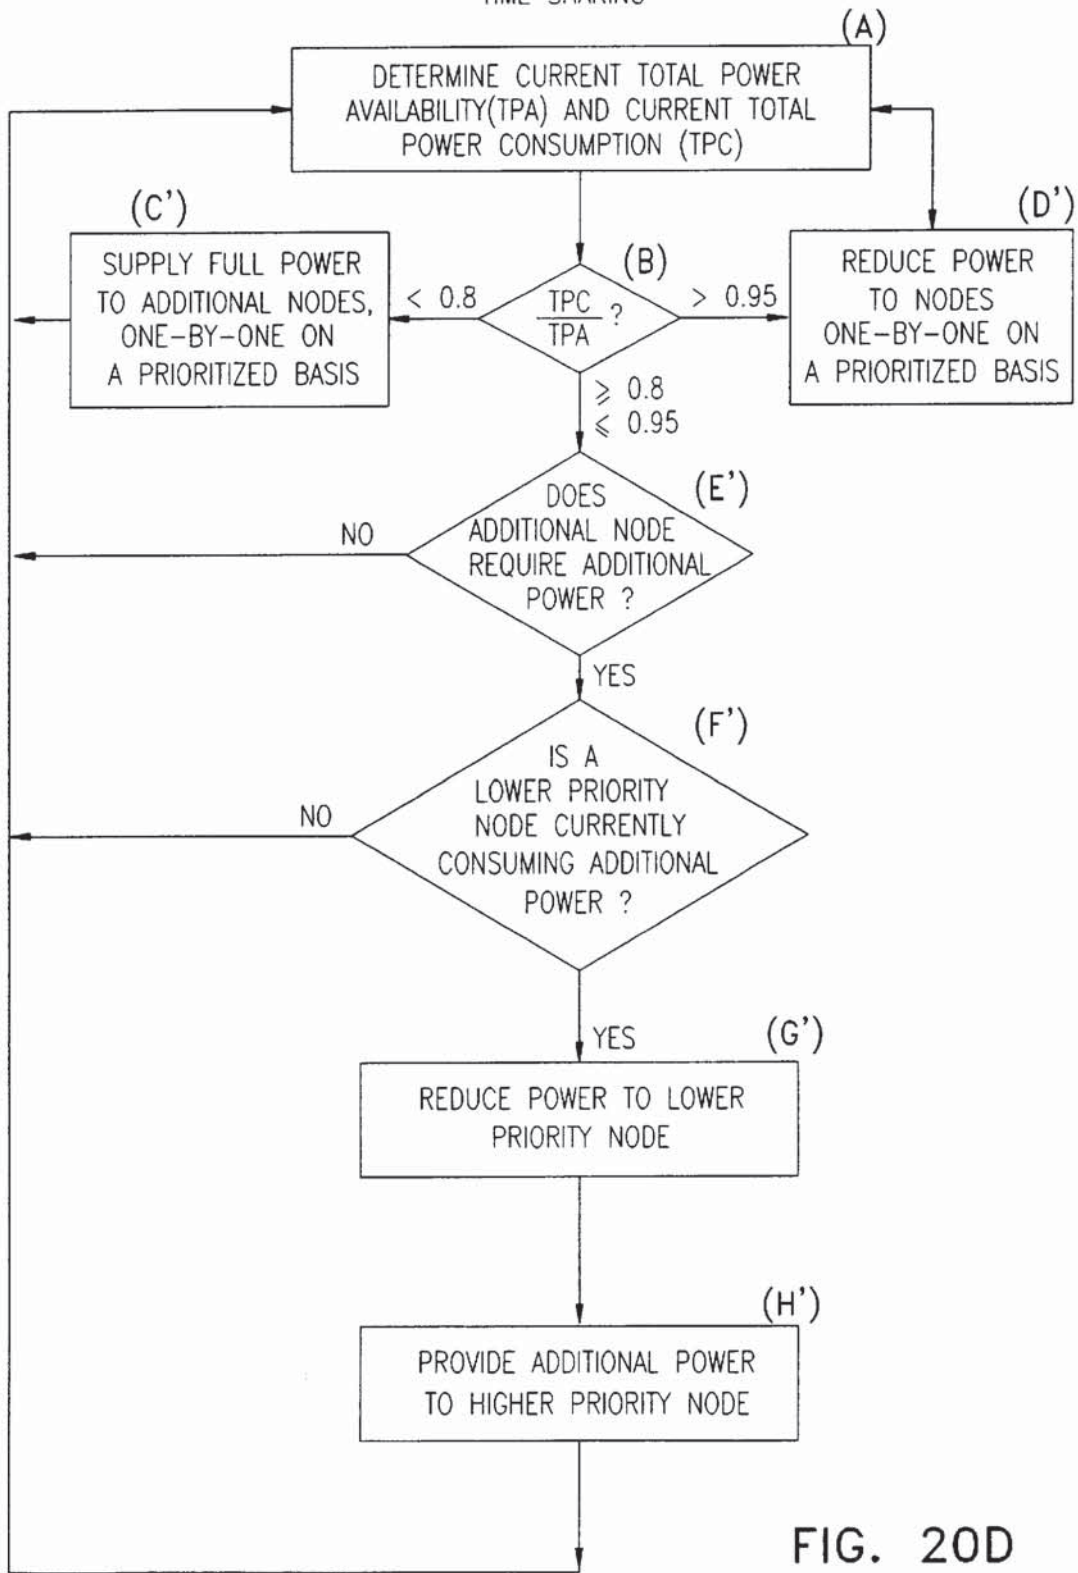 (A)
DETERMINE CURRENT TOTAL POWER
AVAILABILITY(TPA) AND CURRENT TOTAL
POWER CONSUMPTION (TPC)
(C')
SUPPLY FULL POWER
TO ADDITIONAL NODES,
ONE-BY-ONE ON
A PRIORITIZED BASIS
< 0.8
(B)
TPC
TPA
?
> 0.95
(D')
REDUCE POWER
TO NODES
ONE-BY-ONE ON
A PRIORITIZED BASIS
⩾ 0.8
⩽ 0.95
(E')
DOES
ADDITIONAL NODE
REQUIRE ADDITIONAL
POWER ?
NO
YES
(F')
IS A
LOWER PRIORITY
NODE CURRENTLY
CONSUMING ADDITIONAL
POWER ?
NO
YES
(G')
REDUCE POWER TO LOWER
PRIORITY NODE
(H')
PROVIDE ADDITIONAL POWER
TO HIGHER PRIORITY NODE
FIG. 20D